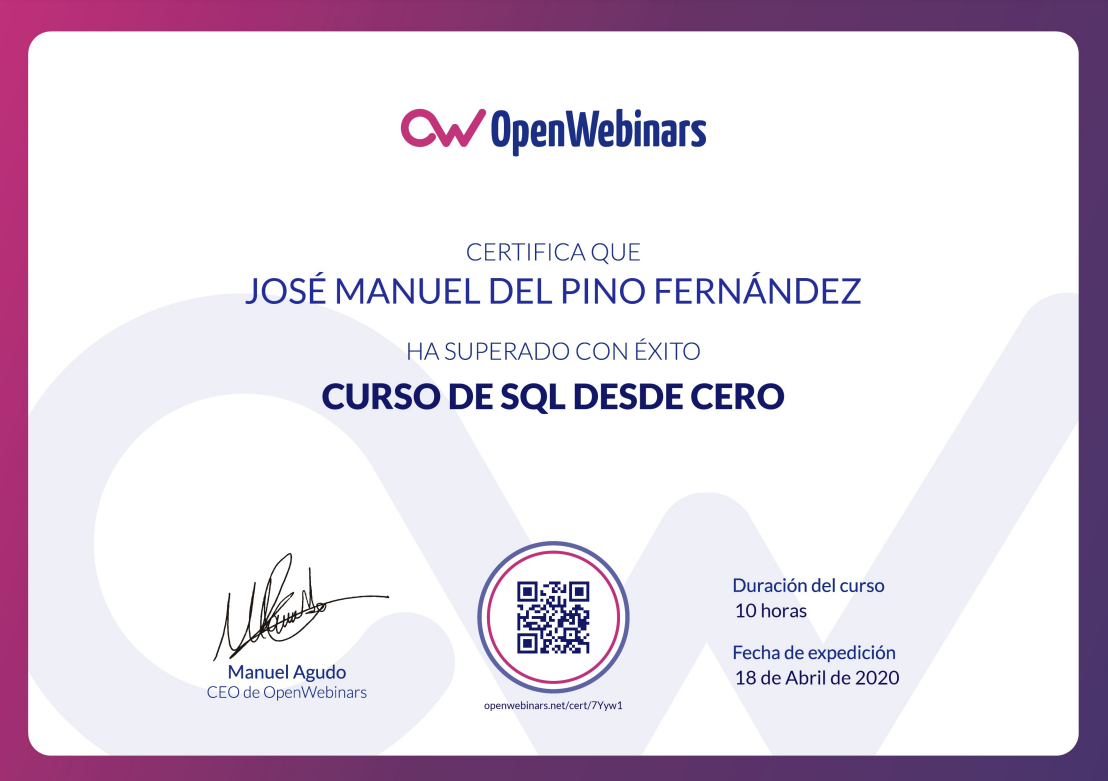 OpenWebinars
CERTIFICA QUE
JOSÉ MANUEL DEL PINO FERNÁNDEZ
HA SUPERADO CON ÉXITO
CURSO DE SQL DESDE CERO
Manuel Agudo
CEO de OpenWebinars
openwebinars.net/cert/7Yyw1
Duración del curso
10 horas
Fecha de expedición
18 de Abril de 2020